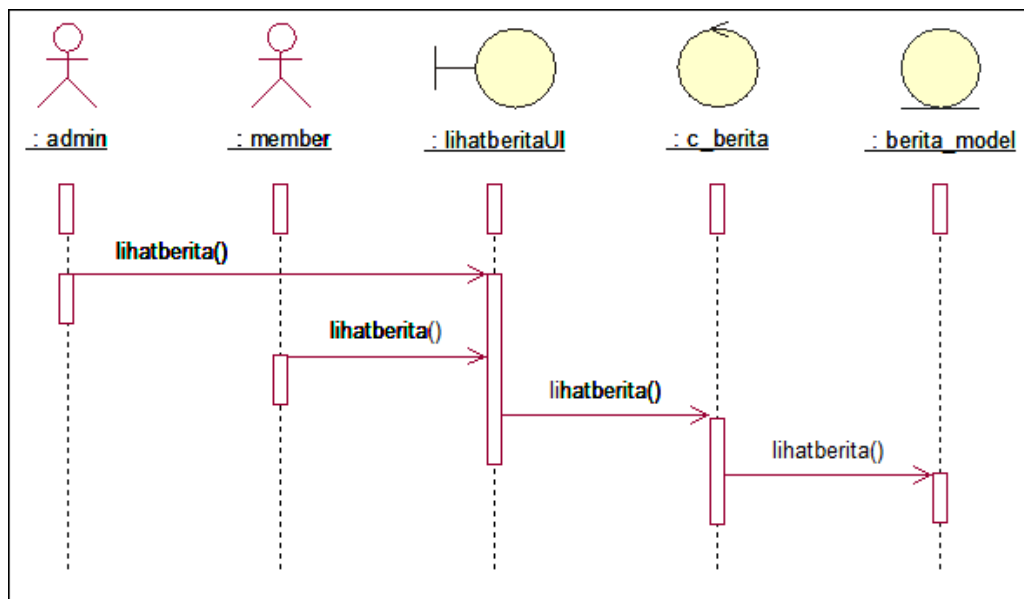 : admin
: member
: lihatberitaUI
: c_berita
: berita_model
lihatberita()
lihatberita()
lihatberita()
lihatberita()